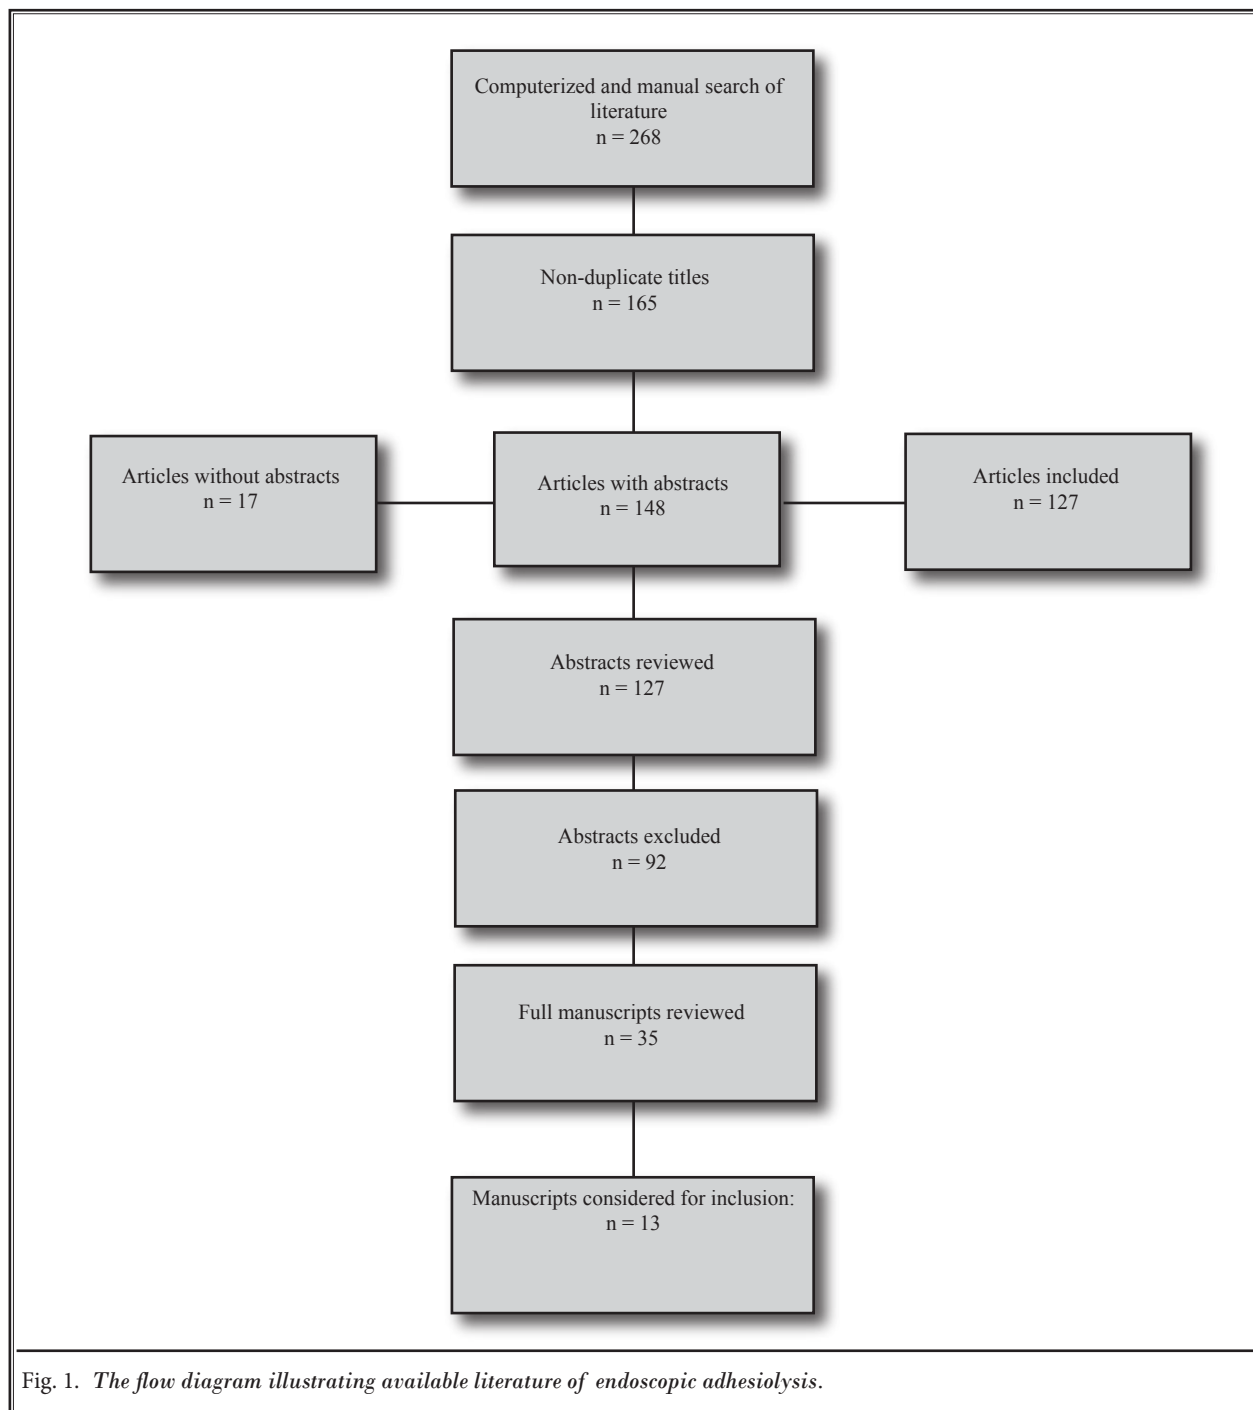 Computerized and manual search of
literature
n = 268
Non-duplicate titles
n = 165
Articles without abstracts
n = 17
Articles with abstracts
n = 148
Articles included
n = 127
Abstracts reviewed
n = 127
Abstracts excluded
n = 92
Full manuscripts reviewed
n = 35
Manuscripts considered for inclusion:
n = 13
Fig. 1. The flow diagram illustrating available literature of endoscopic adhesiolysis.